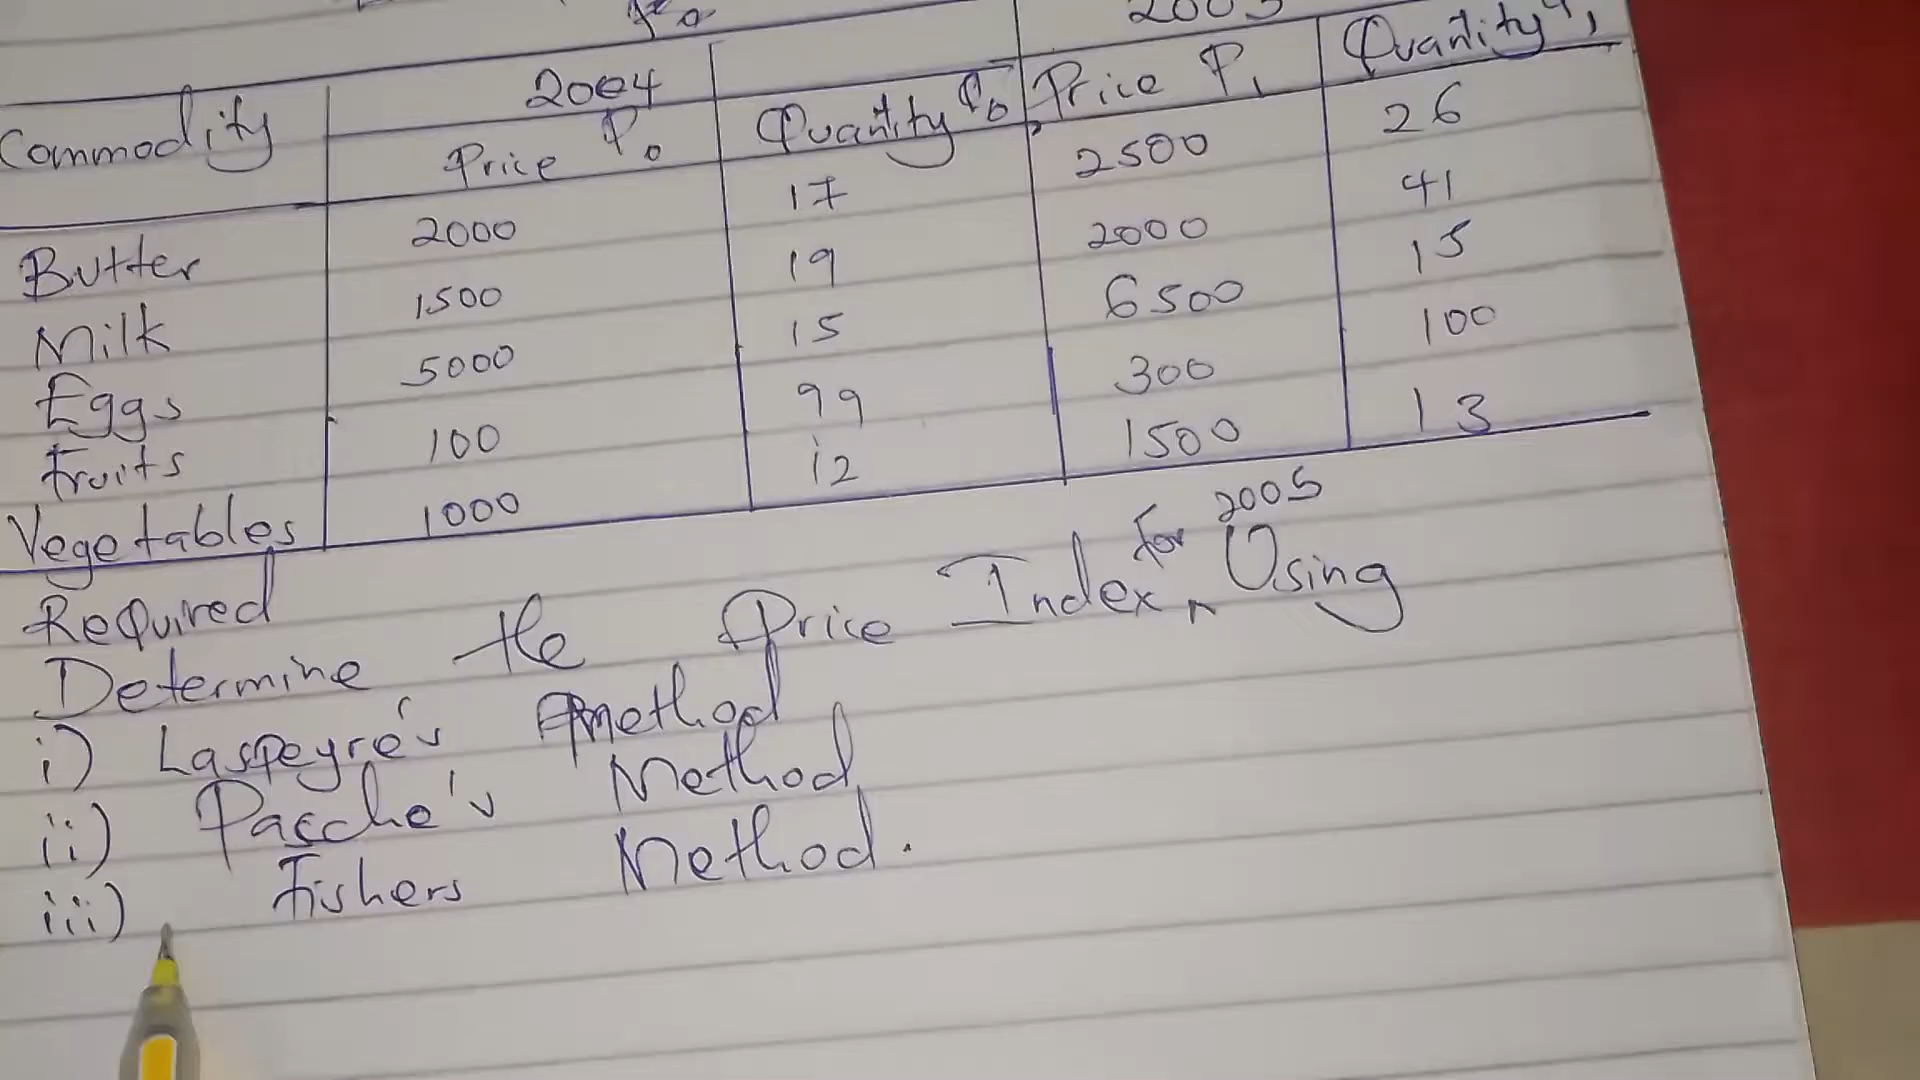 2004
Commodity Price P₀ Quantity q₀ Price P₁ Quantity q₁
Butter 2000 17 2500 26
Milk 1500 19 2000 41
Eggs 5000 15 6500 15
Fruits 100 99 300 100
Vegetables 1000 12 1500 13
Required
Determine the Price Index for 2005 Using
i) Laspeyre's Method
ii) Pasche's Method
iii) Fishers Method.